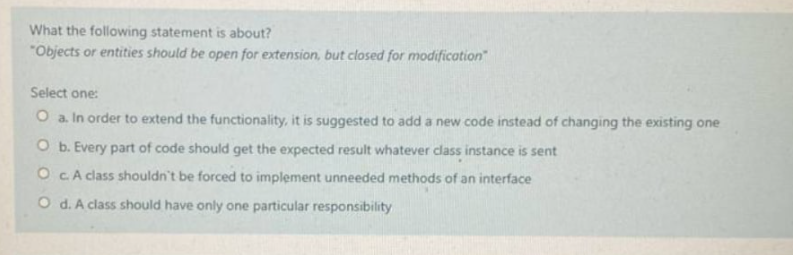 What the following statement is about?
"Objects or entities should be open for extension, but closed for modification"
Select one:
a. In order to extend the functionality, it is suggested to add a new code instead of changing the existing one
b. Every part of code should get the expected result whatever class instance is sent
c. A class shouldn't be forced to implement unneeded methods of an interface
d. A class should have only one particular responsibility